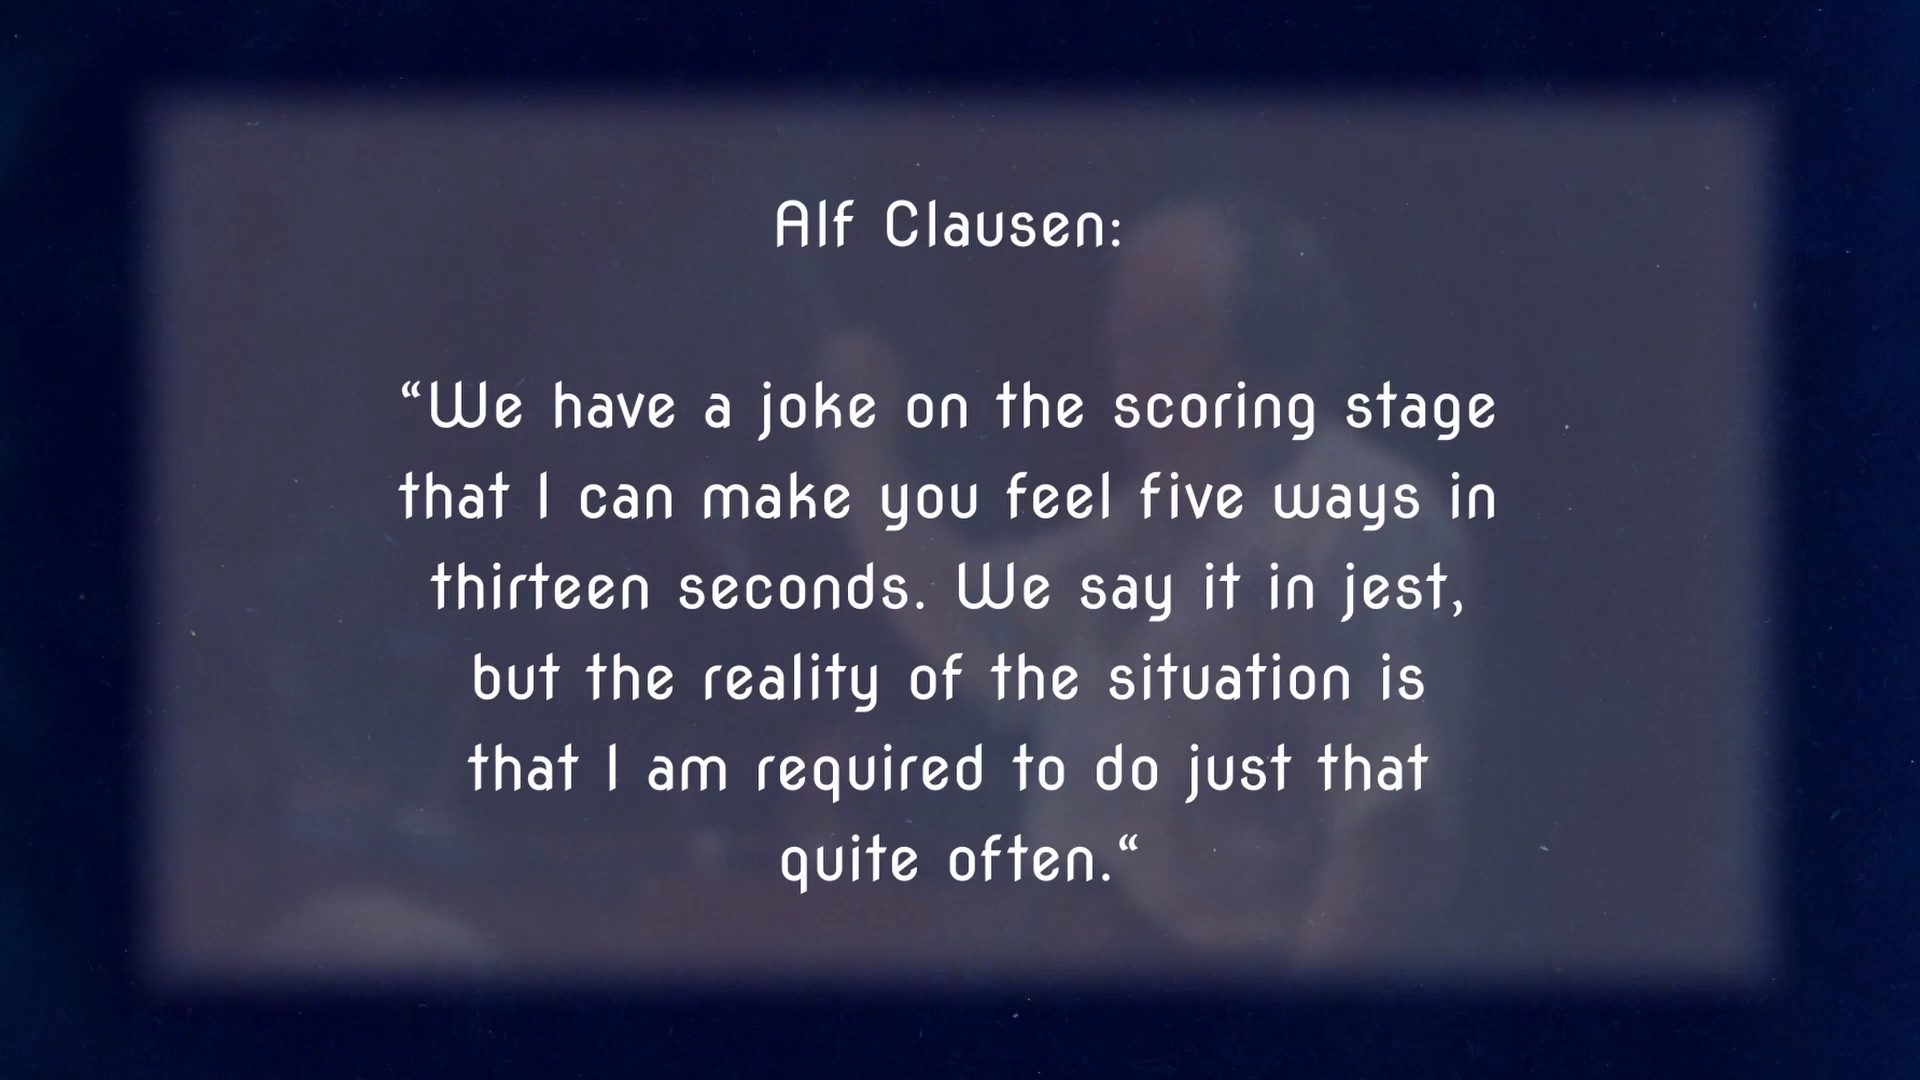 Alf Clausen:
“We have a joke on the scoring stage
that I can make you feel five ways in
thirteen seconds. We say it in jest,
but the reality of the situation is
that I am required to do just that
quite often.“